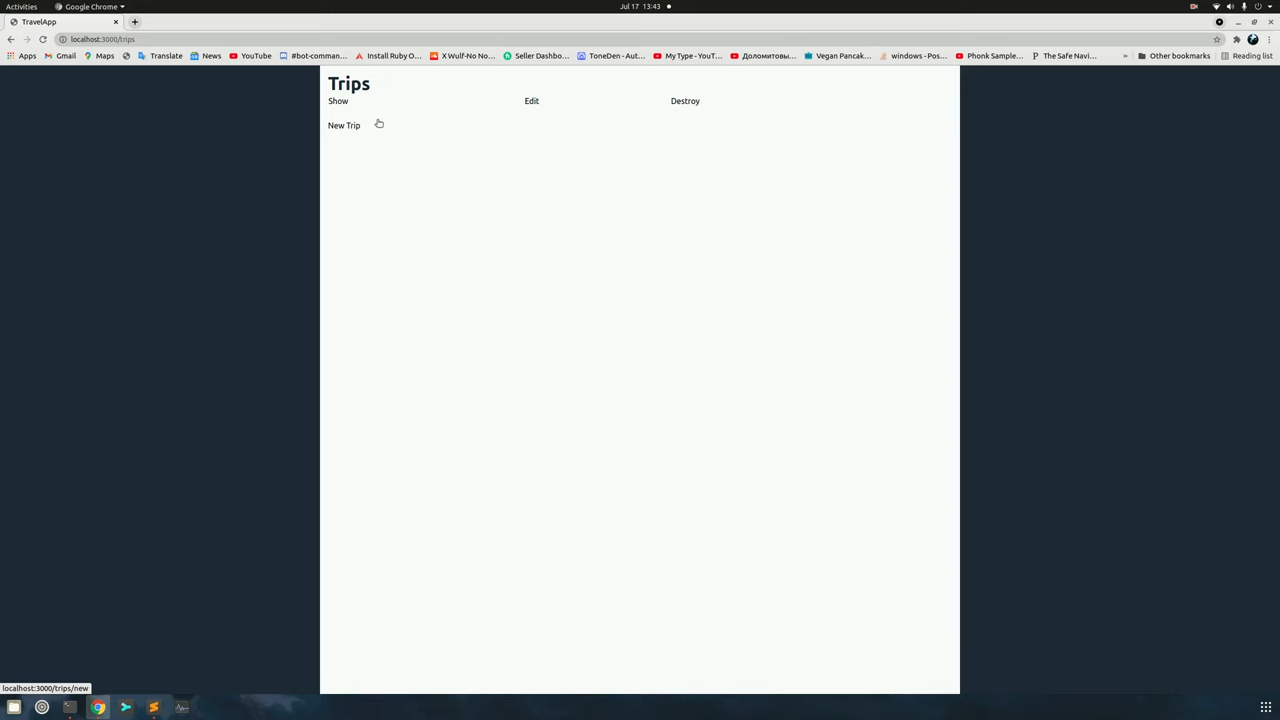 Activities Google Chrome Jul 17 13:43
TravelApp
localhost:3000/trips
Apps Gmail Maps Translate News YouTube #bot-comman... Install Ruby O... X Wulf-No No... Seller Dashbo... ToneDen - Aut... My Type - YouT... Доломитовы... Vegan Pancak... windows - Pos... Phonk Sample... The Safe Navi... » Other bookmarks Reading list
Trips
Show Edit Destroy
New Trip
localhost:3000/trips/new